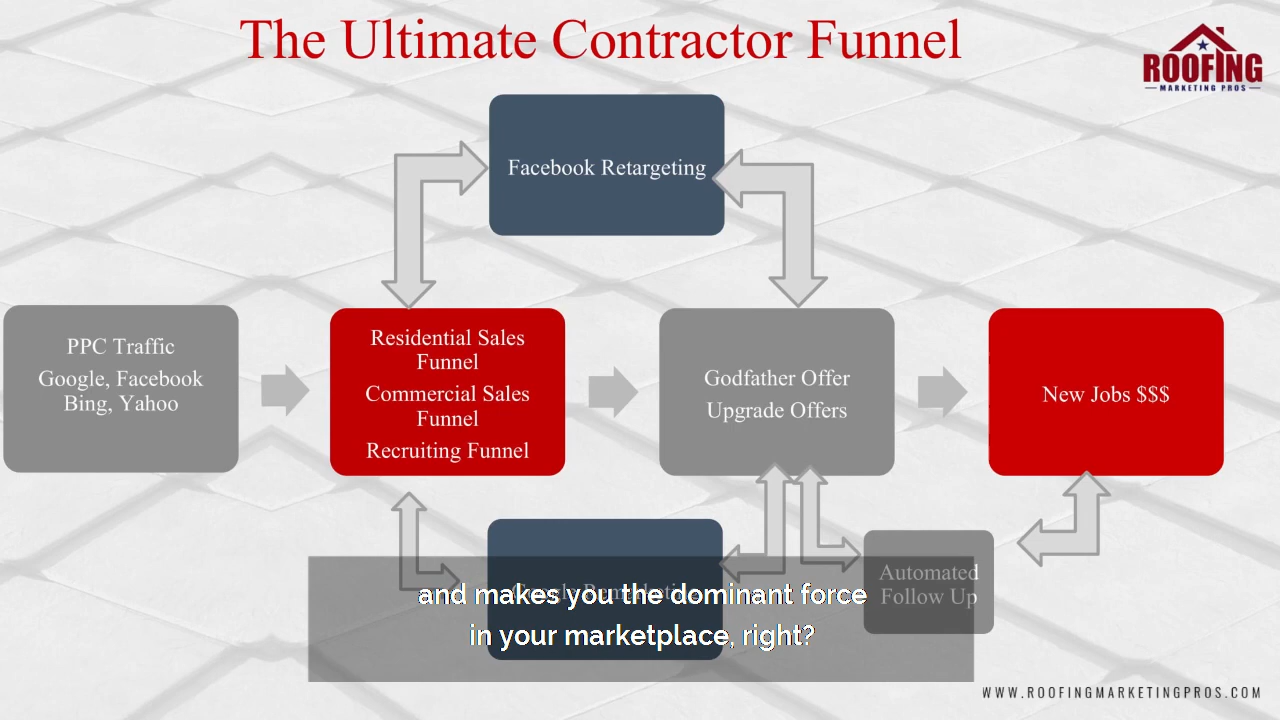 The Ultimate Contractor Funnel
ROOFING
MARKETING PROS
Facebook Retargeting
PPC Traffic
Google, Facebook
Bing, Yahoo
Residential Sales
Funnel
Commercial Sales
Funnel
Recruiting Funnel
Godfather Offer
Upgrade Offers
New Jobs $$$
Automated
Follow Up
and makes you the dominant force
in your marketplace, right?
WWW.ROOFINGMARKETINGPROS.COM